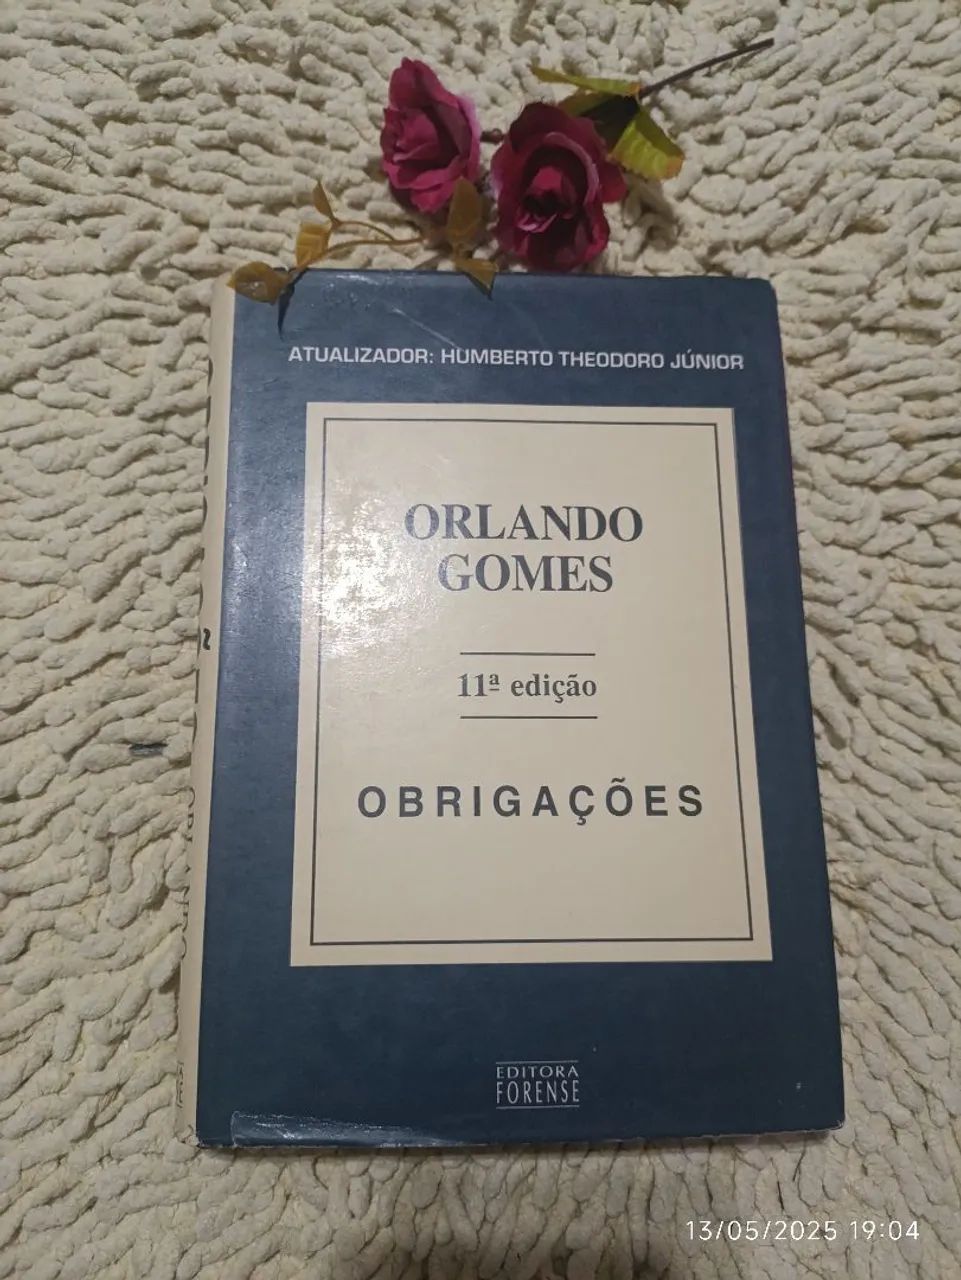 ATUALIZADOR: HUMBERTO THEODORO JÚNIOR
ORLANDO
GOMES
11ª edição
OBRIGAÇÕES
EDITORA
FORENSE
13/05/2025 19:04